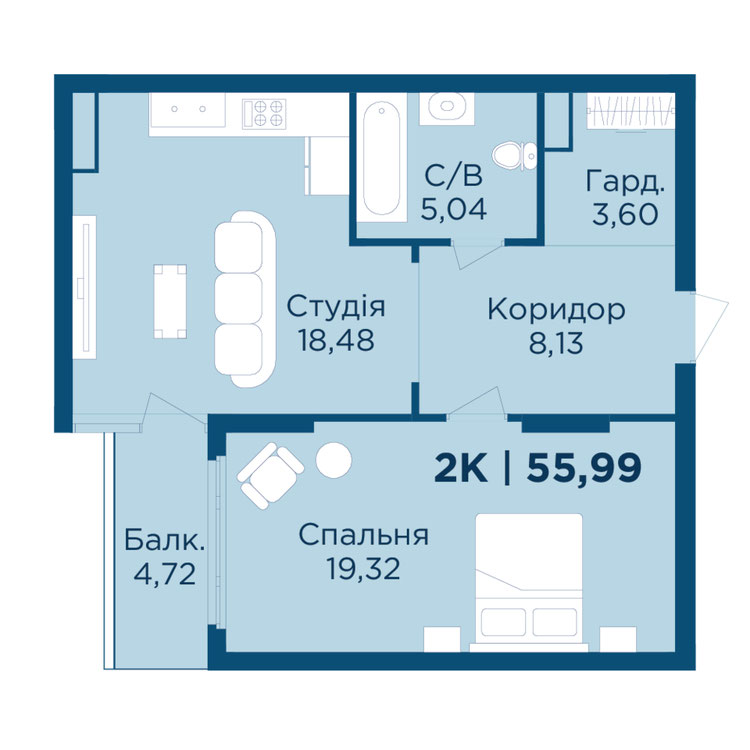 С/В
5,04
Гард.
3,60
Студія
18,48
Коридор
8,13
2К | 55,99
Балк.
4,72
Спальня
19,32